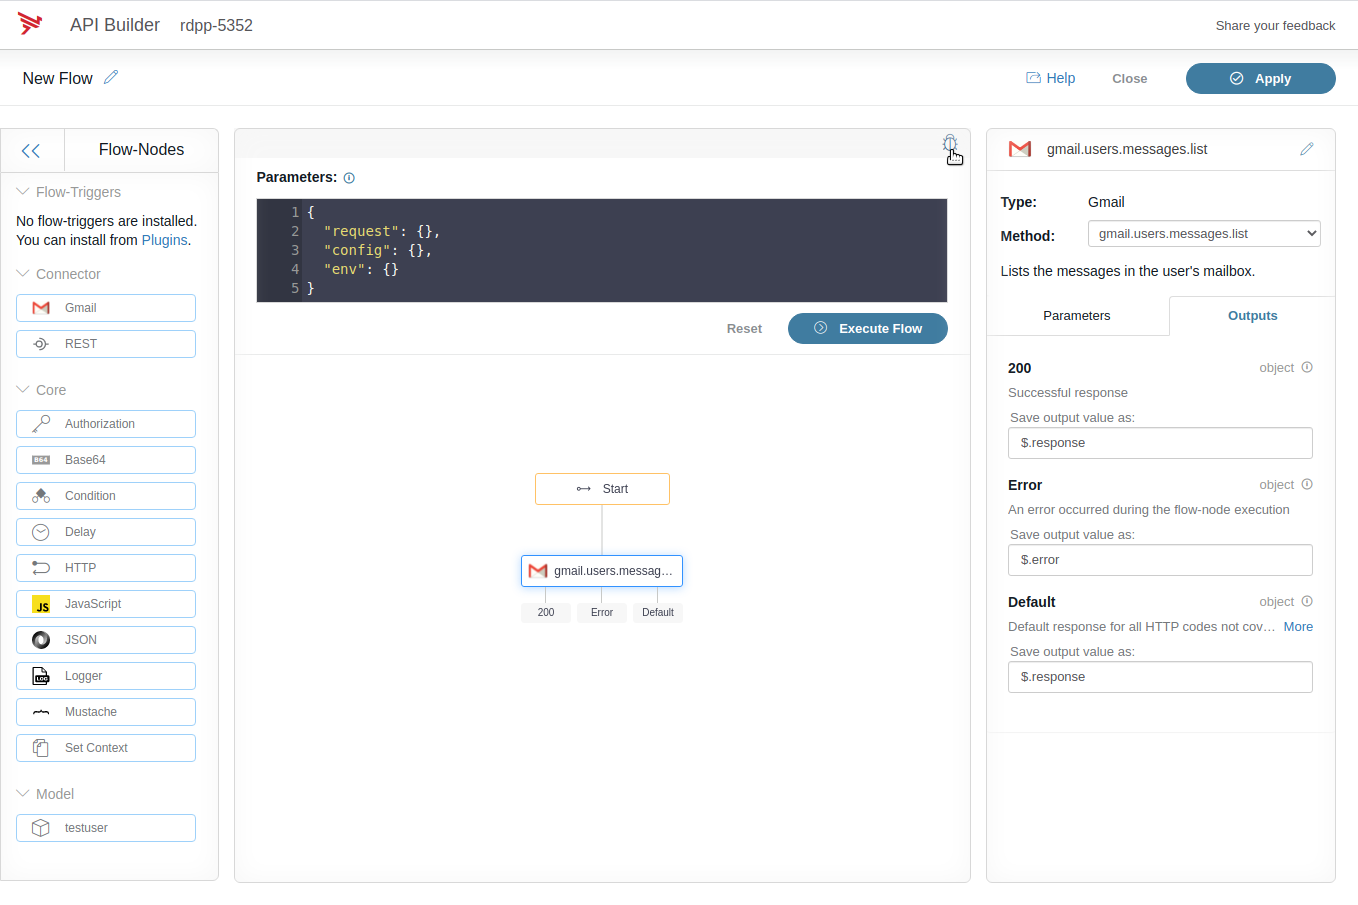 API Builder rdpp-5352 Share your feedback
New Flow Help Close Apply
Flow-Nodes
Flow-Triggers
No flow-triggers are installed.
You can install from Plugins.
Connector
Gmail
REST
Core
Authorization
B64 Base64
Condition
Delay
HTTP
JS JavaScript
JSON
LOG Logger
Mustache
Set Context
Model
testuser
Parameters:
1 {
2 "request": {},
3 "config": {},
4 "env": {}
5 }
Reset Execute Flow
Start
gmail.users.messag...
200 Error Default
gmail.users.messages.list
Type: Gmail
Method: gmail.users.messages.list
Lists the messages in the user's mailbox.
Parameters Outputs
200 object
Successful response
Save output value as:
$.response
Error object
An error occurred during the flow-node execution
Save output value as:
$.error
Default object
Default response for all HTTP codes not cov... More
Save output value as:
$.response